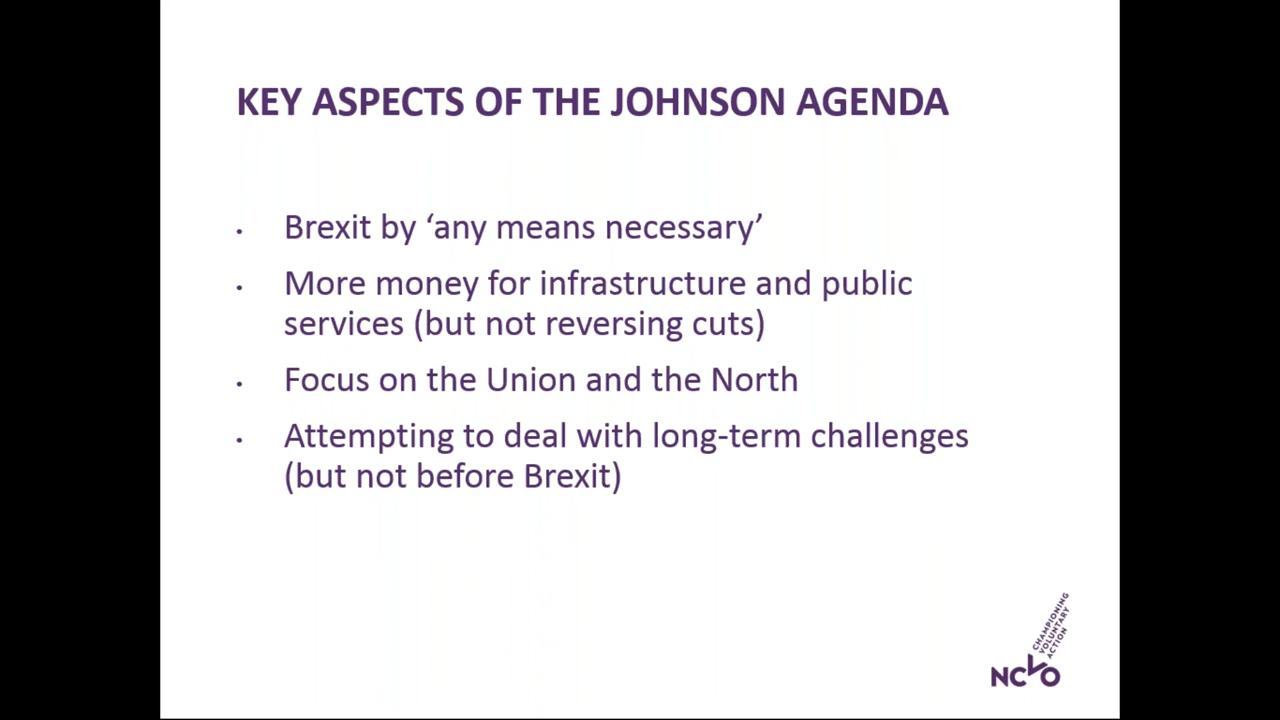 KEY ASPECTS OF THE JOHNSON AGENDA
• Brexit by ‘any means necessary’
• More money for infrastructure and public
services (but not reversing cuts)
• Focus on the Union and the North
• Attempting to deal with long-term challenges
(but not before Brexit)
CHAMPIONING
VOLUNTARY
ACTION
NCVO